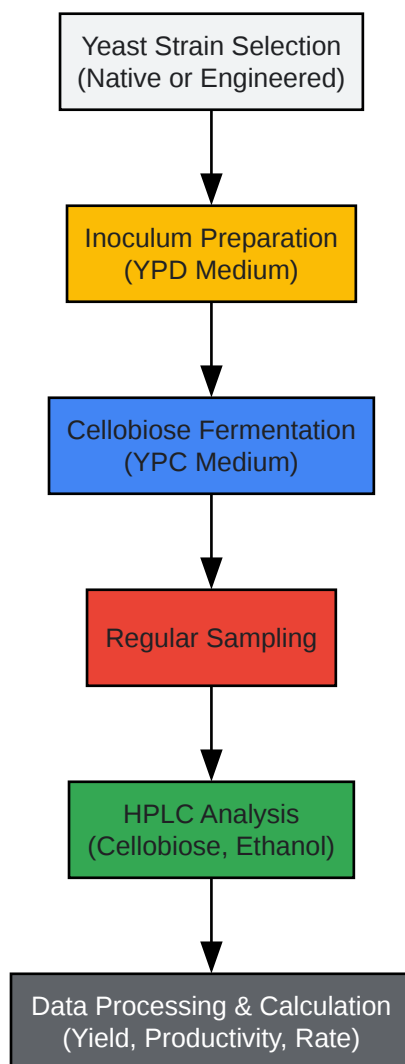 Yeast Strain Selection
(Native or Engineered)
Inoculum Preparation
(YPD Medium)
Cellobiose Fermentation
(YPC Medium)
Regular Sampling
HPLC Analysis
(Cellobiose, Ethanol)
Data Processing & Calculation
(Yield, Productivity, Rate)